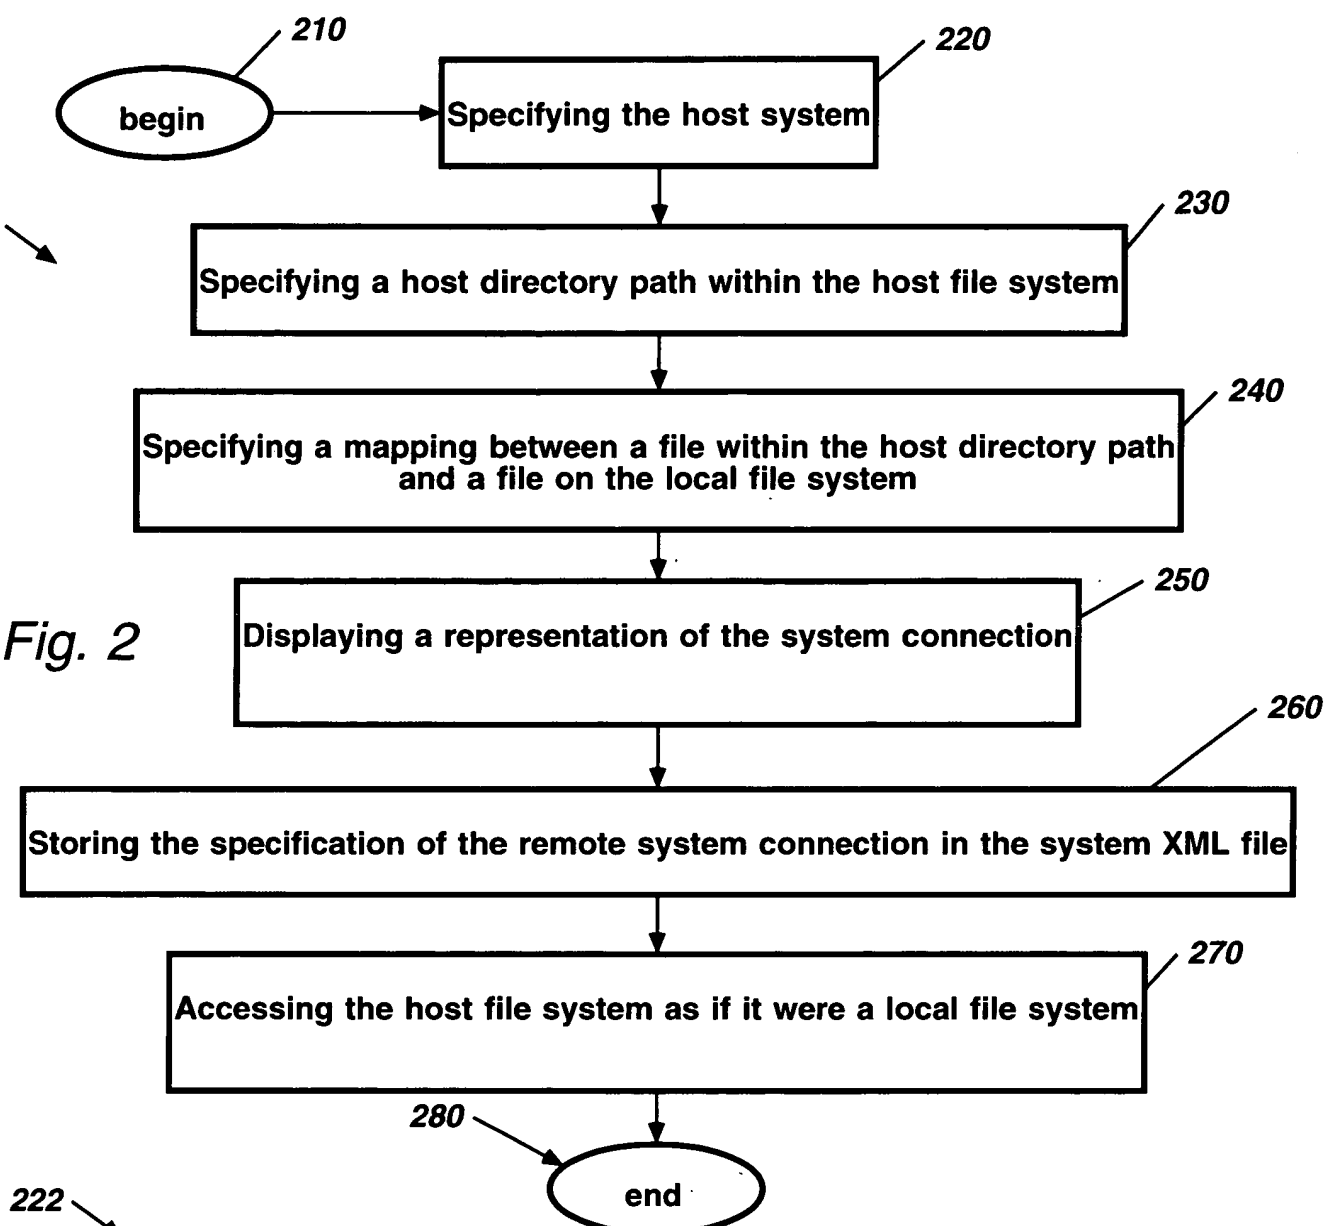 210
begin
220
Specifying the host system
230
Specifying a host directory path within the host file system
240
Specifying a mapping between a file within the host directory path
and a file on the local file system
250
Fig. 2
Displaying a representation of the system connection
260
Storing the specification of the remote system connection in the system XML file
270
Accessing the host file system as if it were a local file system
280
end
222